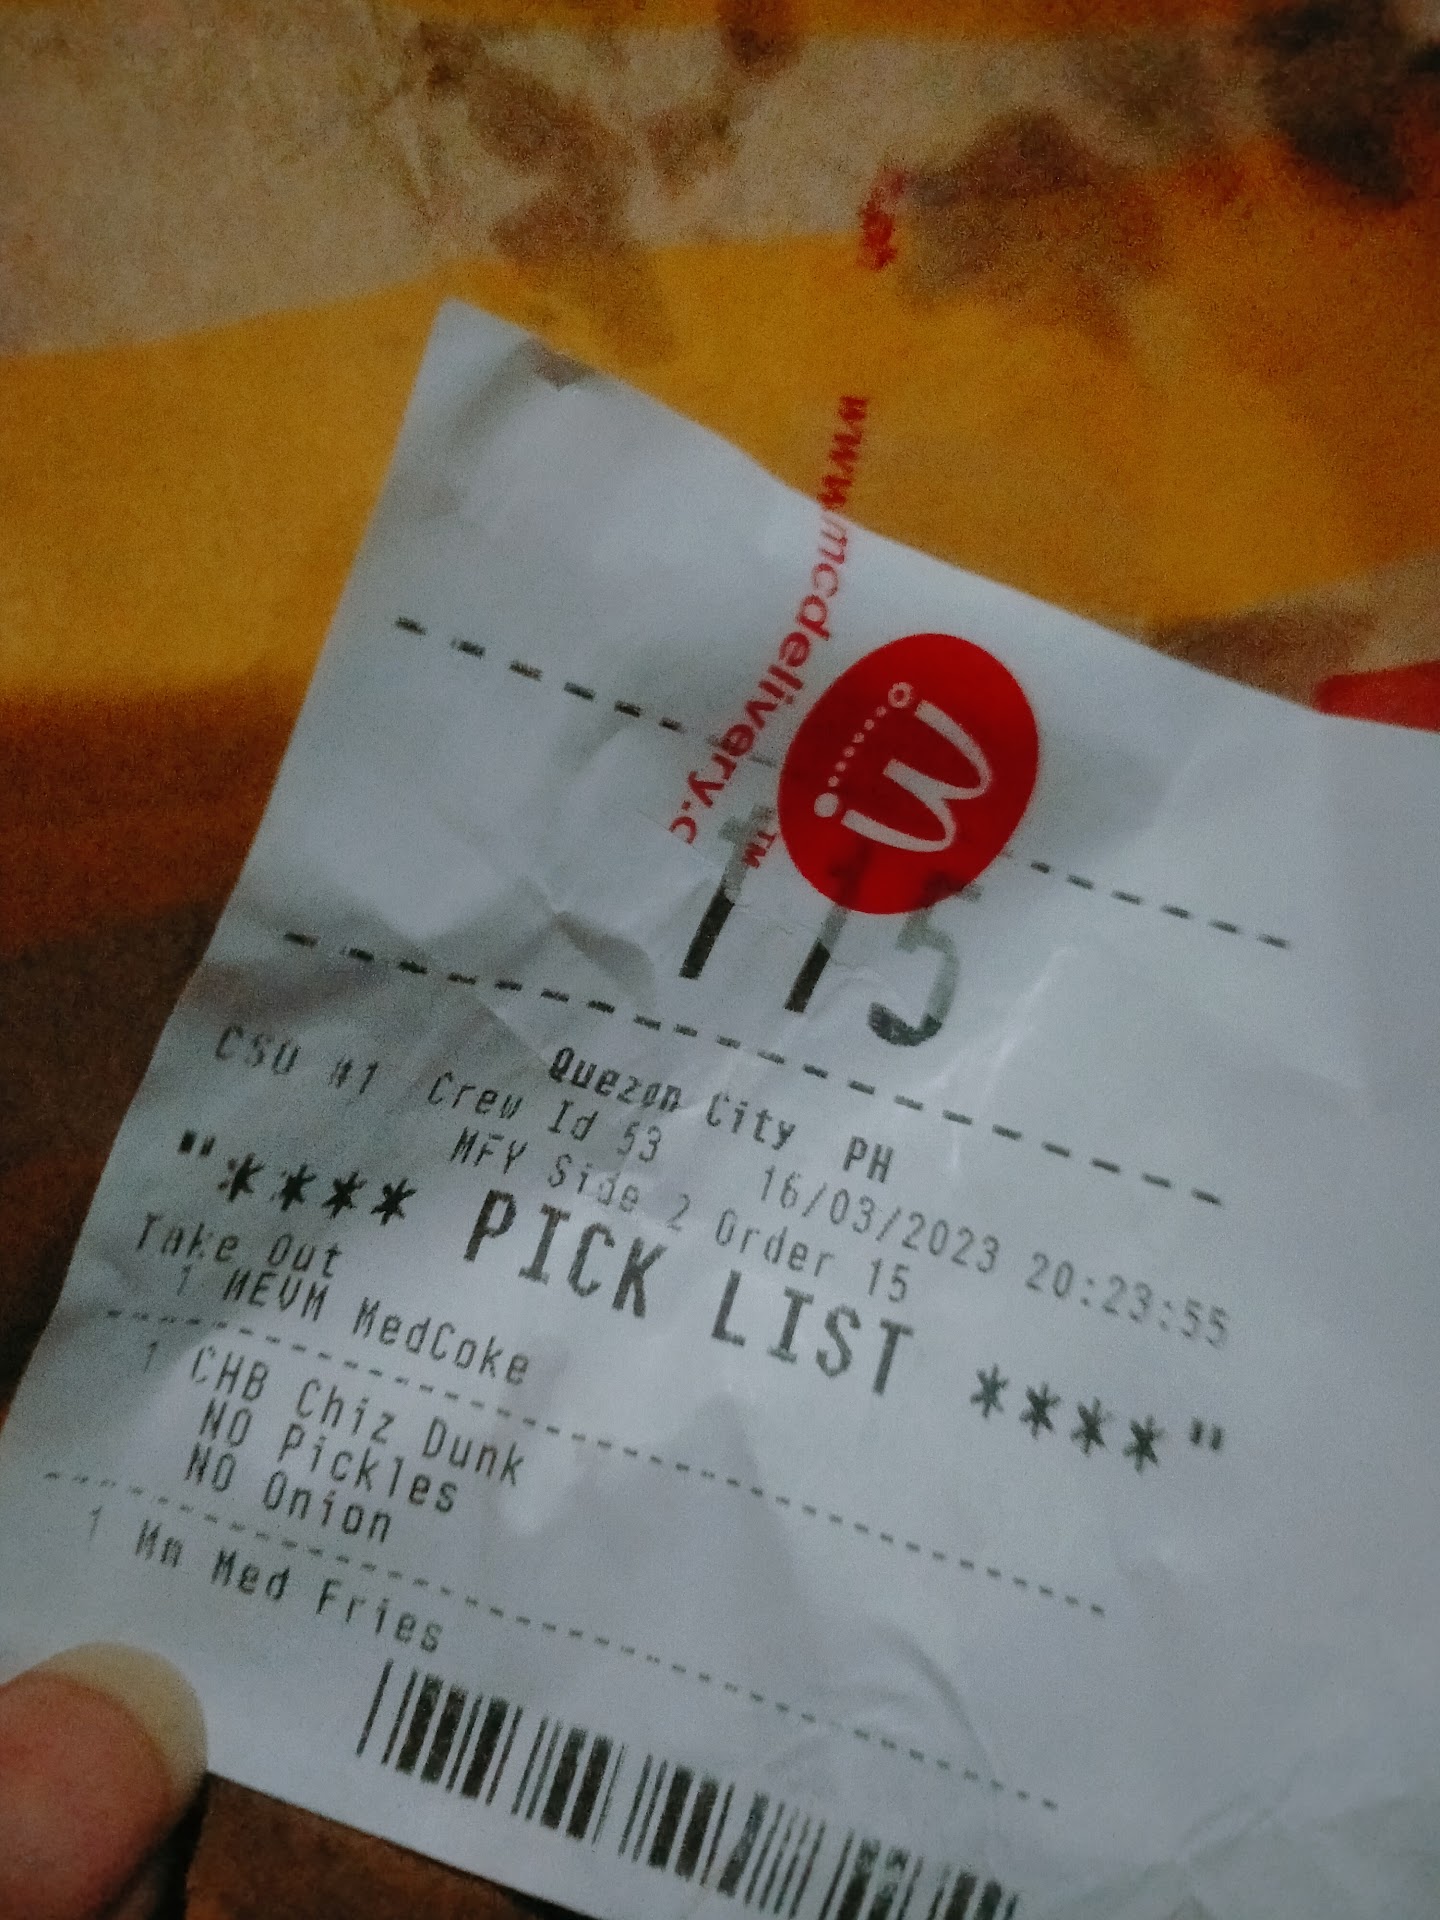 www.mcdelivery.c
™
115
Quezon City PH
CSO #1 Crew Id 53 16/03/2023 20:23:55
MFY Side 2 Order 15
"**** PICK LIST ****"
Take Out
1 MEVM MedCoke
1 CHB Chiz Dunk
NO Pickles
NO Onion
1 Mn Med Fries